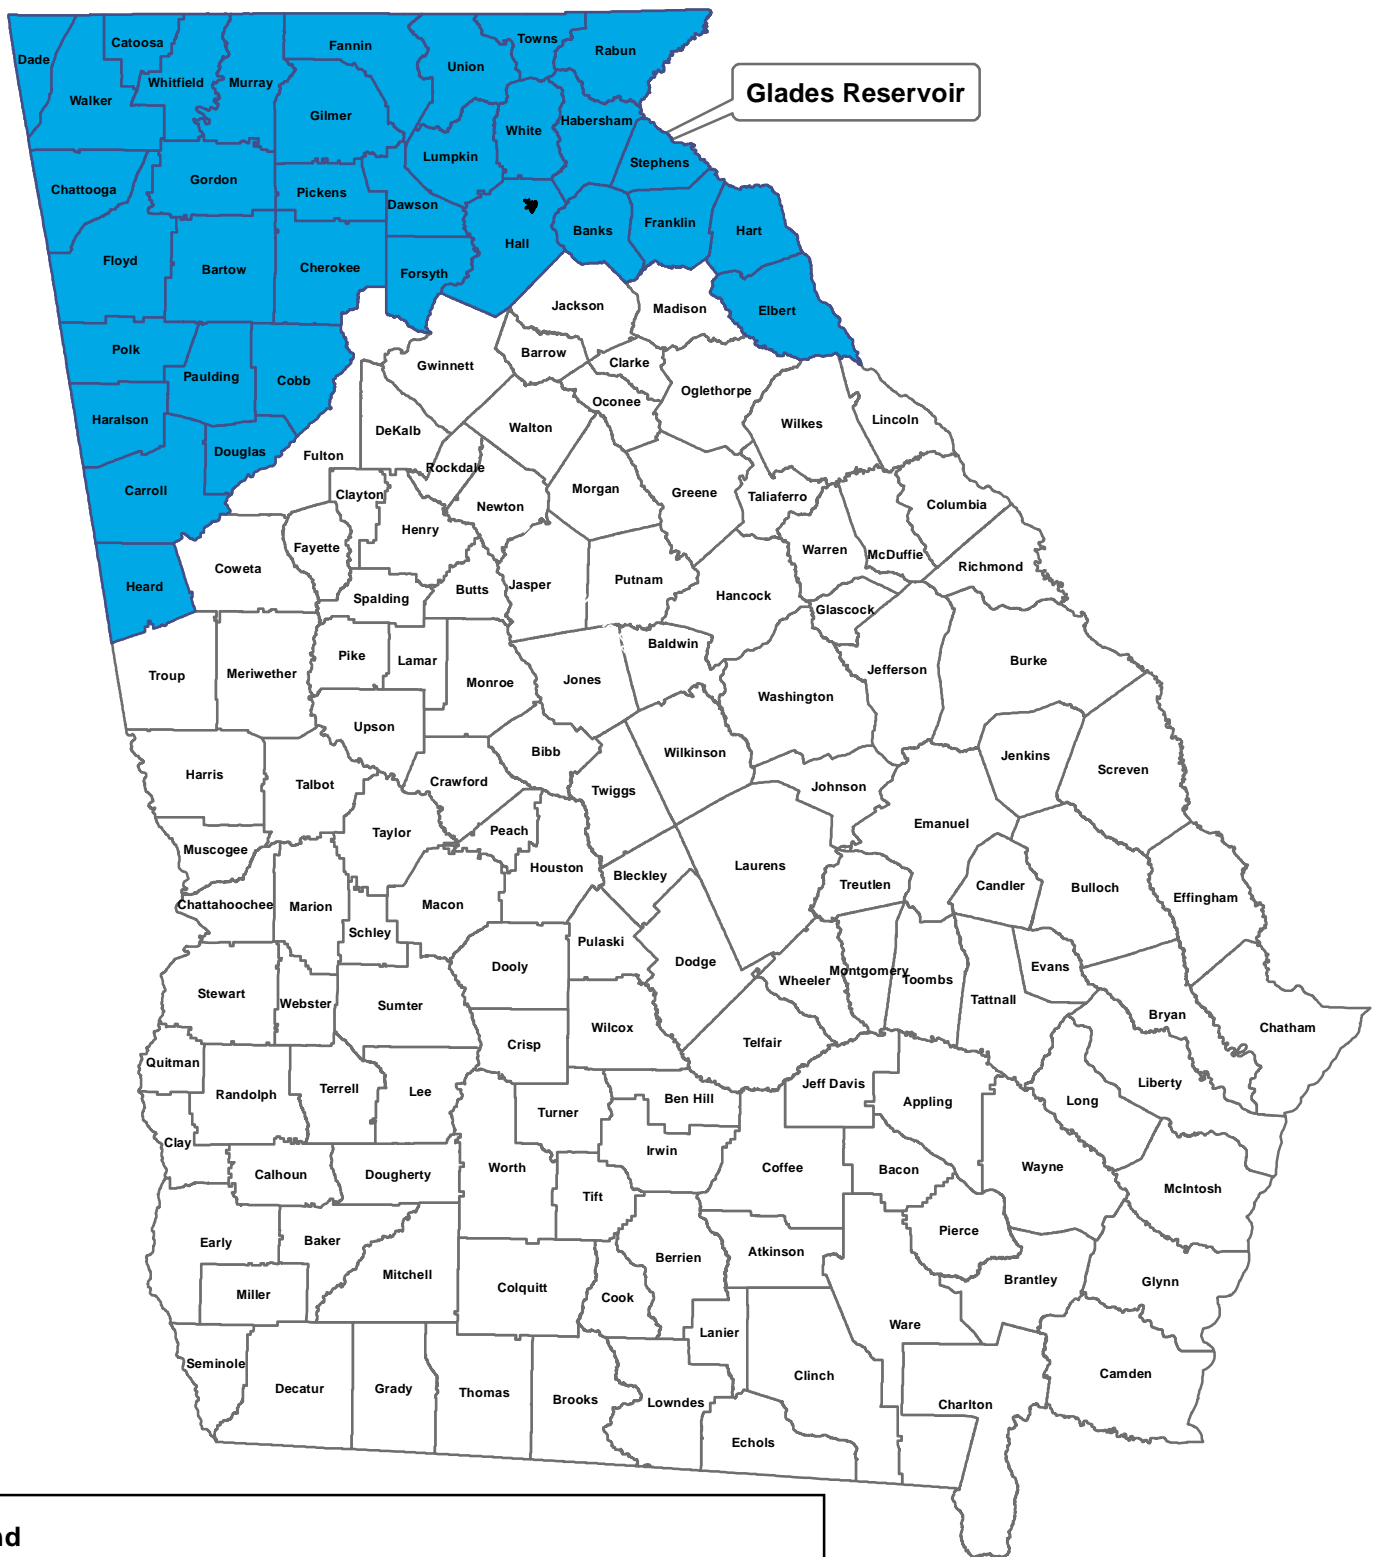 Towns
Catoosa
Fannin
Rabun
Dade
Union
Whitfield
Murray
Glades Reservoir
Walker
Gilmer
Habersham
White
Lumpkin
Stephens
Gordon
Chattooga
Pickens
Dawson
Franklin
Banks
Hart
Hall
Floyd
Bartow
Cherokee
Forsyth
Jackson
Madison
Elbert
Polk
Barrow
Clarke
Gwinnett
Paulding
Cobb
Oglethorpe
Oconee
Haralson
Lincoln
Wilkes
Walton
DeKalb
Douglas
Fulton
Rockdale
Carroll
Morgan
Greene
Clayton
Taliaferro
Columbia
Newton
Henry
Fayette
Warren
McDuffie
Coweta
Richmond
Putnam
Jasper
Heard
Butts
Hancock
Spalding
Glascock
Baldwin
Pike
Lamar
Burke
Jefferson
Meriwether
Troup
Jones
Monroe
Washington
Upson
Bibb
Wilkinson
Jenkins
Screven
Harris
Crawford
Talbot
Johnson
Twiggs
Emanuel
Peach
Taylor
Muscogee
Laurens
Houston
Bleckley
Treutlen
Candler
Bulloch
Effingham
Chattahoochee
Macon
Marion
Schley
Pulaski
Dodge
Dooly
Evans
Montgomery
Wheeler
Toombs
Stewart
Tattnall
Webster
Sumter
Bryan
Wilcox
Chatham
Telfair
Crisp
Quitman
Liberty
Jeff Davis
Terrell
Lee
Randolph
Ben Hill
Long
Appling
Turner
Clay
Irwin
Wayne
Worth
Coffee
Bacon
Calhoun
Dougherty
McIntosh
Tift
Pierce
Baker
Early
Atkinson
Berrien
Mitchell
Brantley
Glynn
Colquitt
Miller
Cook
Ware
Lanier
Seminole
Camden
Clinch
Decatur
Grady
Thomas
Brooks
Lowndes
Charlton
Echols
nd